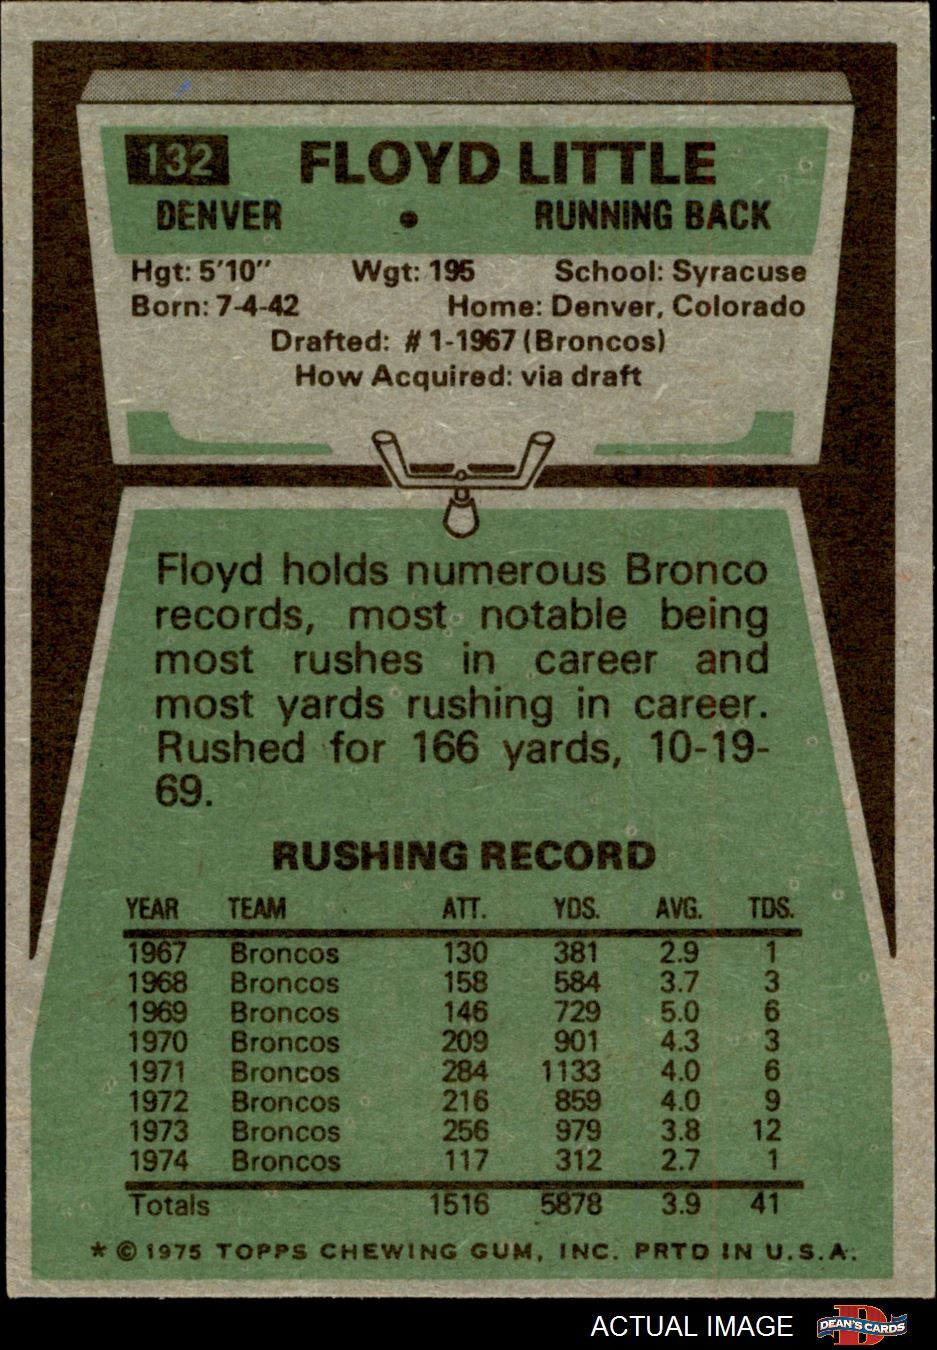 132 FLOYD LITTLE
DENVER • RUNNING BACK
Hgt: 5'10" Wgt: 195 School: Syracuse
Born: 7-4-42 Home: Denver, Colorado
Drafted: #1-1967 (Broncos)
How Acquired: via draft
Floyd holds numerous Bronco
records, most notable being
most rushes in career and
most yards rushing in career.
Rushed for 166 yards, 10-19-
69.
RUSHING RECORD
YEAR TEAM ATT. YDS. AVG. TDS.
1967 Broncos 130 381 2.9 1
1968 Broncos 158 584 3.7 3
1969 Broncos 146 729 5.0 6
1970 Broncos 209 901 4.3 3
1971 Broncos 284 1133 4.0 6
1972 Broncos 216 859 4.0 9
1973 Broncos 256 979 3.8 12
1974 Broncos 117 312 2.7 1
Totals 1516 5878 3.9 41
* © 1975 TOPPS CHEWING GUM, INC. PRTD IN U.S.A.
ACTUAL IMAGE D DEAN'S CARDS